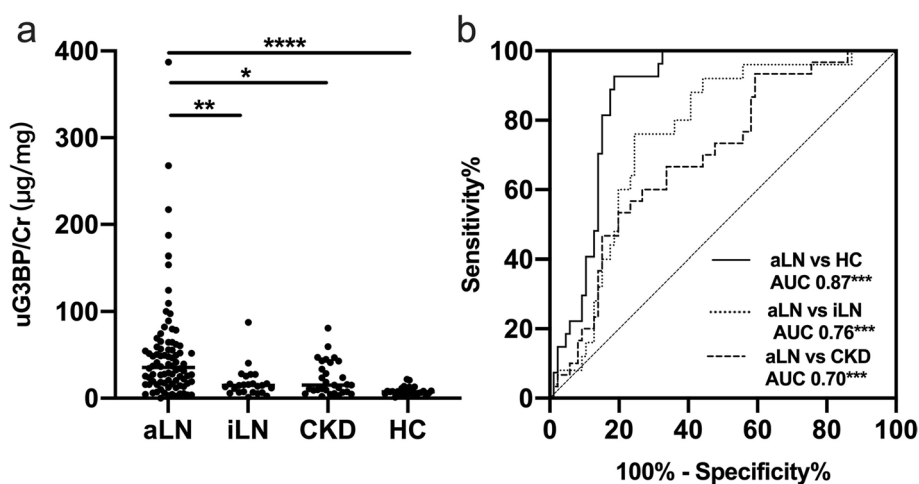 a
****
*
**
400
300
200
100
0
uG3BP/Cr (μg/mg)
aLN iLN CKD HC
b
100
80
60
40
20
0
Sensitivity%
aLN vs HC
AUC 0.87***
aLN vs iLN
AUC 0.76***
aLN vs CKD
AUC 0.70***
0 20 40 60 80 100
100% - Specificity%